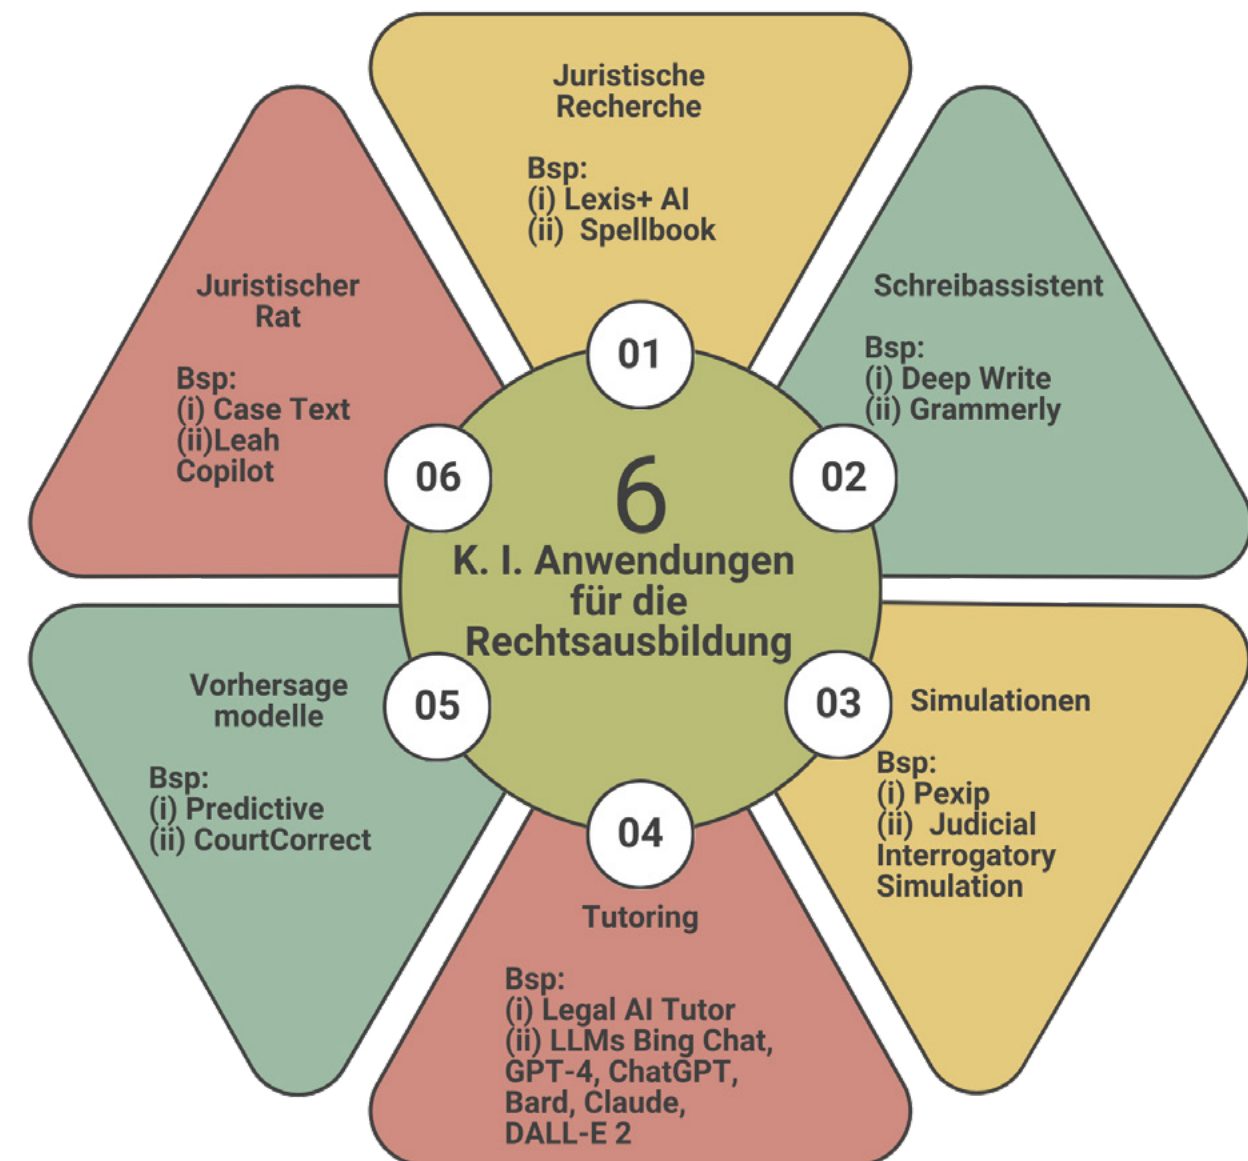 6
K. I. Anwendungen
für die
Rechtsausbildung
01
Juristische
Recherche
Bsp:
(i) Lexis+ AI
(ii) Spellbook
02
Schreibassistent
Bsp:
(i) Deep Write
(ii) Grammerly
03
Simulationen
Bsp:
(i) Pexip
(ii) Judicial
Interrogatory
Simulation
04
Tutoring
Bsp:
(i) Legal AI Tutor
(ii) LLMs Bing Chat,
GPT-4, ChatGPT,
Bard, Claude,
DALL-E 2
05
Vorhersage
modelle
Bsp:
(i) Predictive
(ii) CourtCorrect
06
Juristischer
Rat
Bsp:
(i) Case Text
(ii)Leah
Copilot